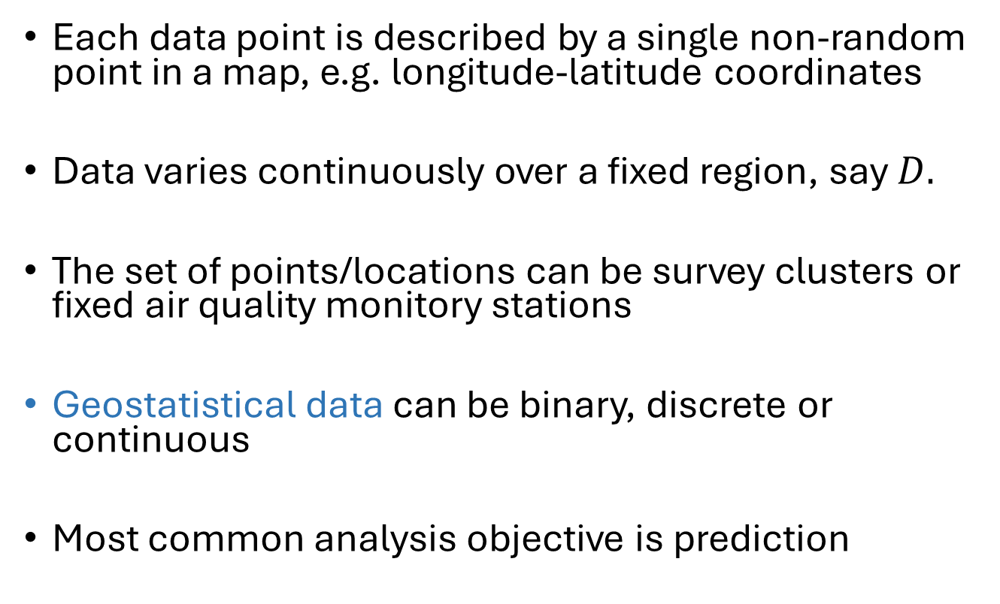 • Each data point is described by a single non-random
point in a map, e.g. longitude-latitude coordinates
• Data varies continuously over a fixed region, say D.
• The set of points/locations can be survey clusters or
fixed air quality monitory stations
• Geostatistical data can be binary, discrete or
continuous
• Most common analysis objective is prediction